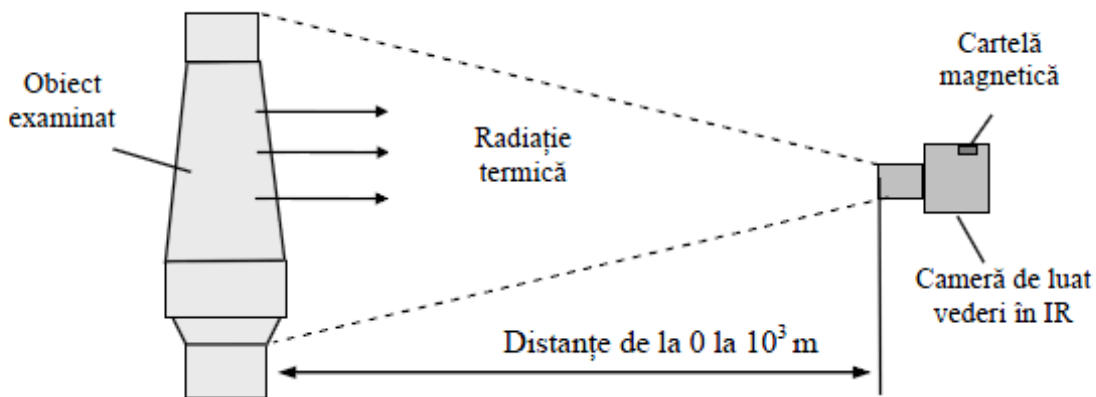 Obiect
examinat
Radiație
termică
Cartelă
magnetică
Cameră de luat
vederi în IR
Distanțe de la 0 la 10³ m